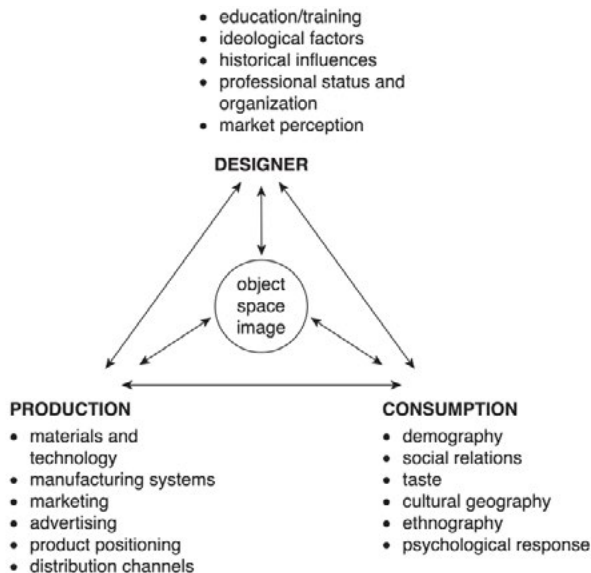 • education/training
• ideological factors
• historical influences
• professional status and
organization
• market perception
DESIGNER
object
space
image
PRODUCTION
• materials and
technology
• manufacturing systems
• marketing
• advertising
• product positioning
• distribution channels
CONSUMPTION
• demography
• social relations
• taste
• cultural geography
• ethnography
• psychological response